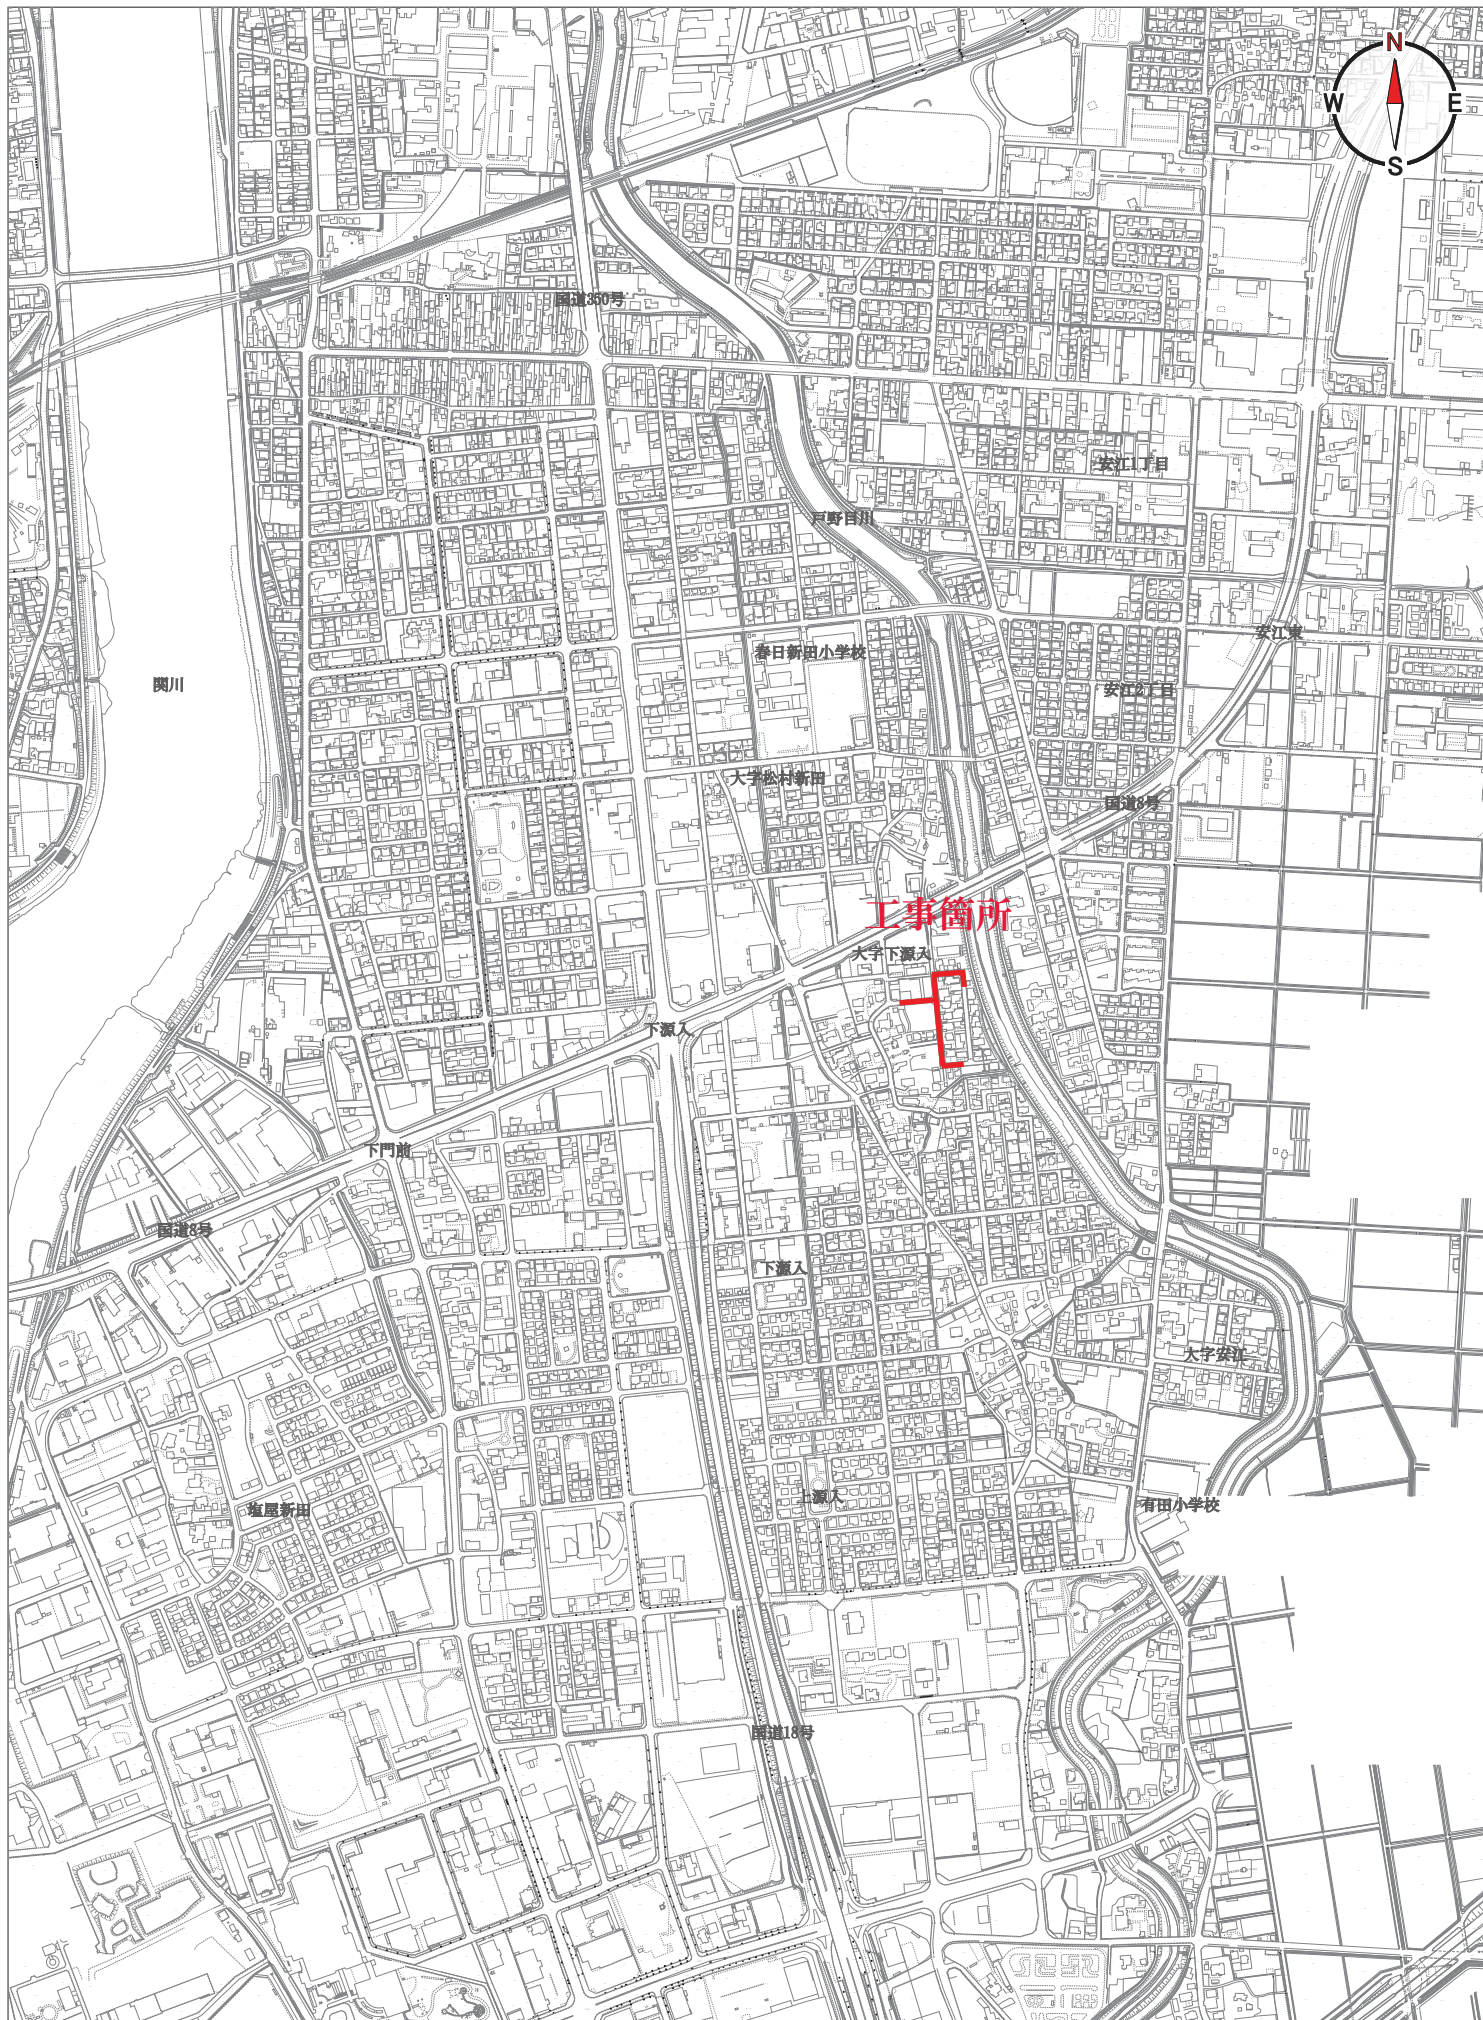 N
W
E
S
国道350号
安江1丁目
戸野目川
安江東
春日新田小学校
関川
安江2丁目
大字松村新田
国道8号
工事箇所
大字下源入
下源入
下門前
国道8号
下源入
大字安江
上源入
有田小学校
塩屋新田
国道18号